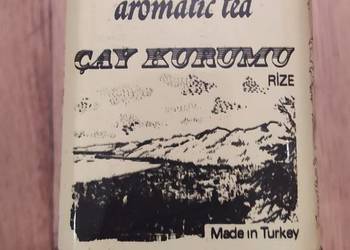 aromatic tea
ÇAY KURUMU
RİZE
Made in Turkey